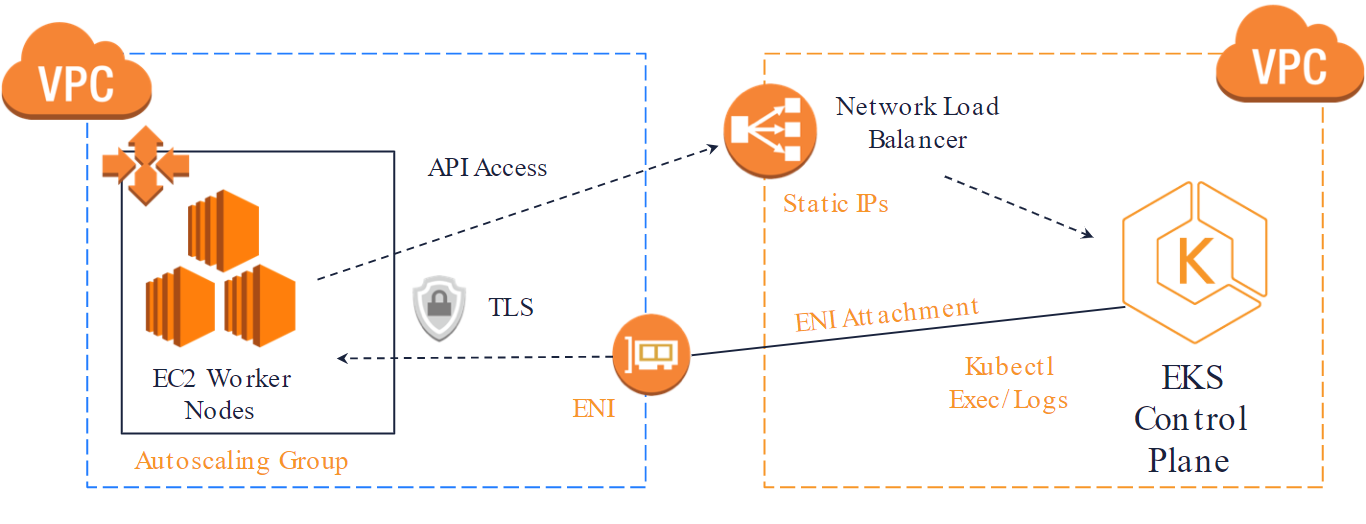 VPC
VPC
Network Load
Balancer
API Access
Static IPs
K
TLS
ENI Attachment
EC2 Worker
Nodes
ENI
Kubectl
Exec/Logs
EKS
Control
Plane
Autoscaling Group